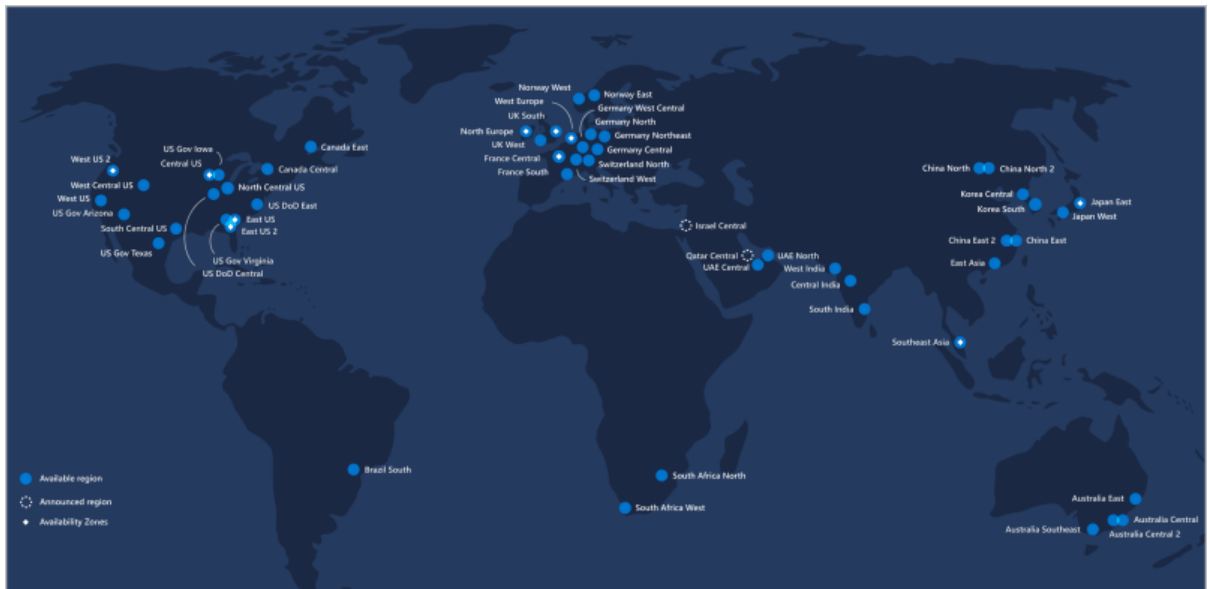 Norway West
Norway East
West Europe
Germany West Central
UK South
Germany North
North Europe
Germany Northeast
UK West
Germany Central
France Central
Switzerland North
France South
Switzerland West
US Gov Iowa
Canada East
West US 2
Central US
Canada Central
West Central US
North Central US
West US
US DoD East
US Gov Arizona
East US
South Central US
East US 2
US Gov Texas
US Gov Virginia
US DoD Central
China North
China North 2
Korea Central
Korea South
Japan East
Japan West
Israel Central
China East 2
China East
Qatar Central
UAE North
UAE Central
West India
East Asia
Central India
South India
Southeast Asia
Brazil South
South Africa North
South Africa West
Australia East
Australia Central
Australia Southeast
Australia Central 2
Available region
Announced region
Availability Zones